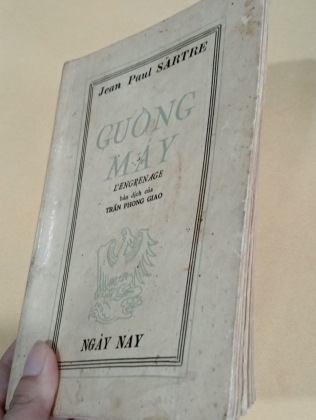 Jean Paul SARTRE
GUỒNG
MÁY
L'ENGRENAGE
bản dịch của
TRẦN PHONG GIAO
NGÀY NAY